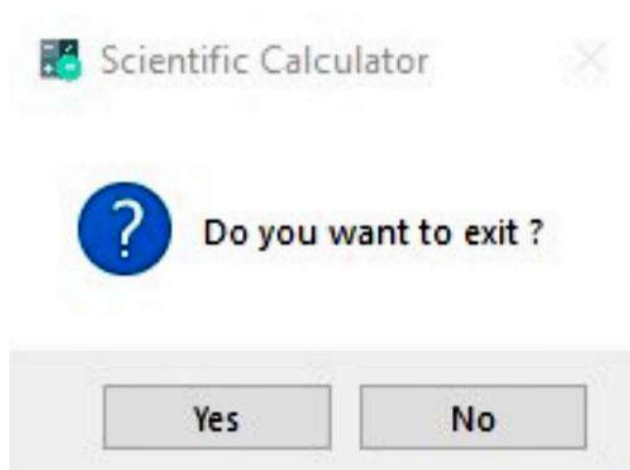 Scientific Calculator
Do you want to exit ?
Yes No